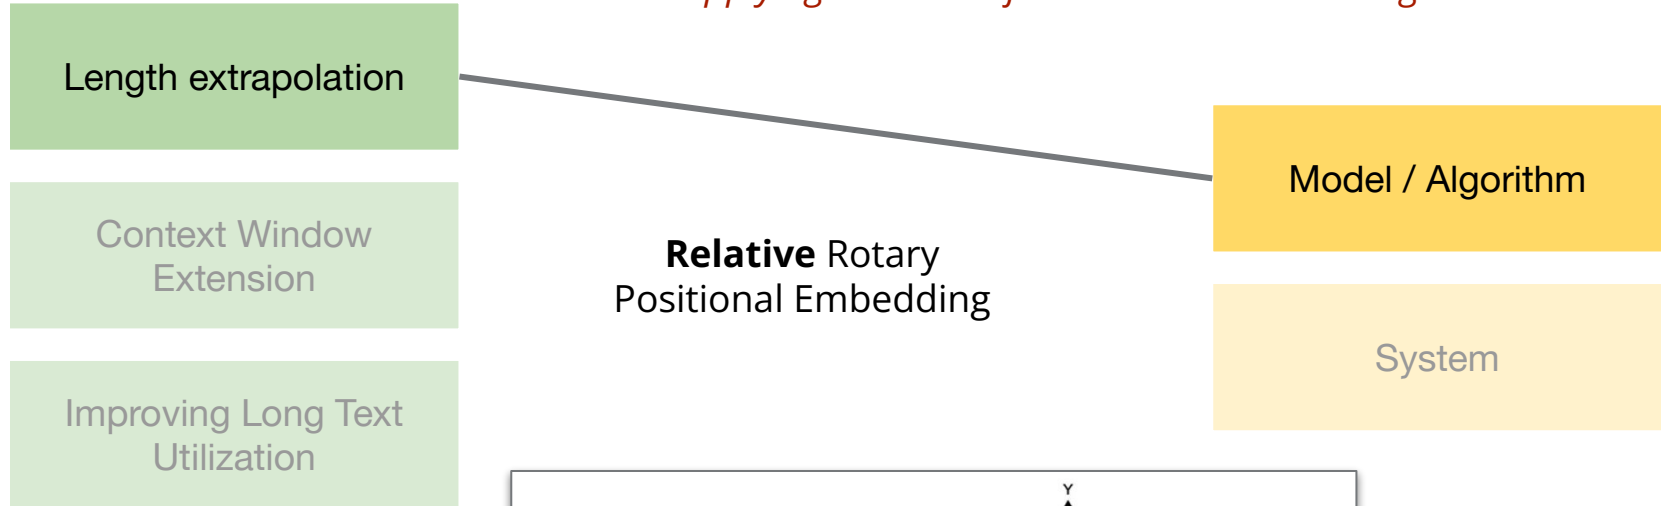 Length extrapolation
Model / Algorithm
Context Window
Extension
Relative Rotary
Positional Embedding
System
Improving Long Text
Utilization
Y